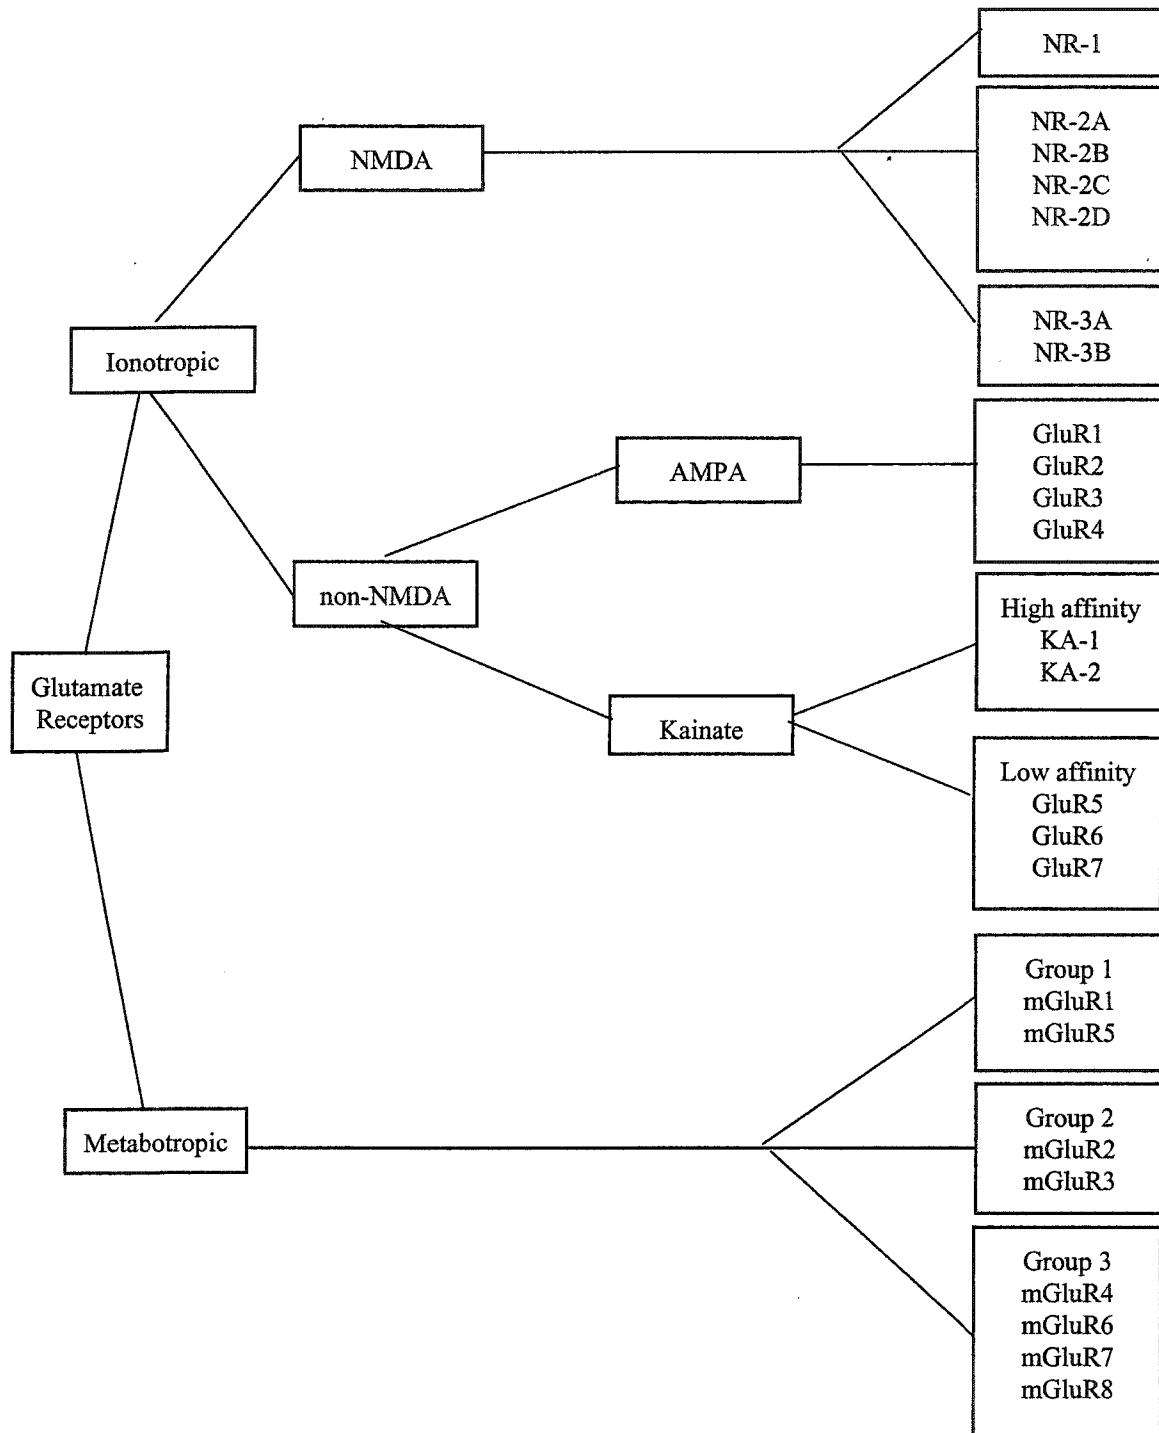 NR-1
NMDA
NR-2A
NR-2B
NR-2C
NR-2D
Ionotropic
NR-3A
NR-3B
AMPA
GluR1
GluR2
GluR3
GluR4
non-NMDA
High affinity
KA-1
KA-2
Glutamate
Receptors
Kainate
Low affinity
GluR5
GluR6
GluR7
Group 1
mGluR1
mGluR5
Metabotropic
Group 2
mGluR2
mGluR3
Group 3
mGluR4
mGluR6
mGluR7
mGluR8